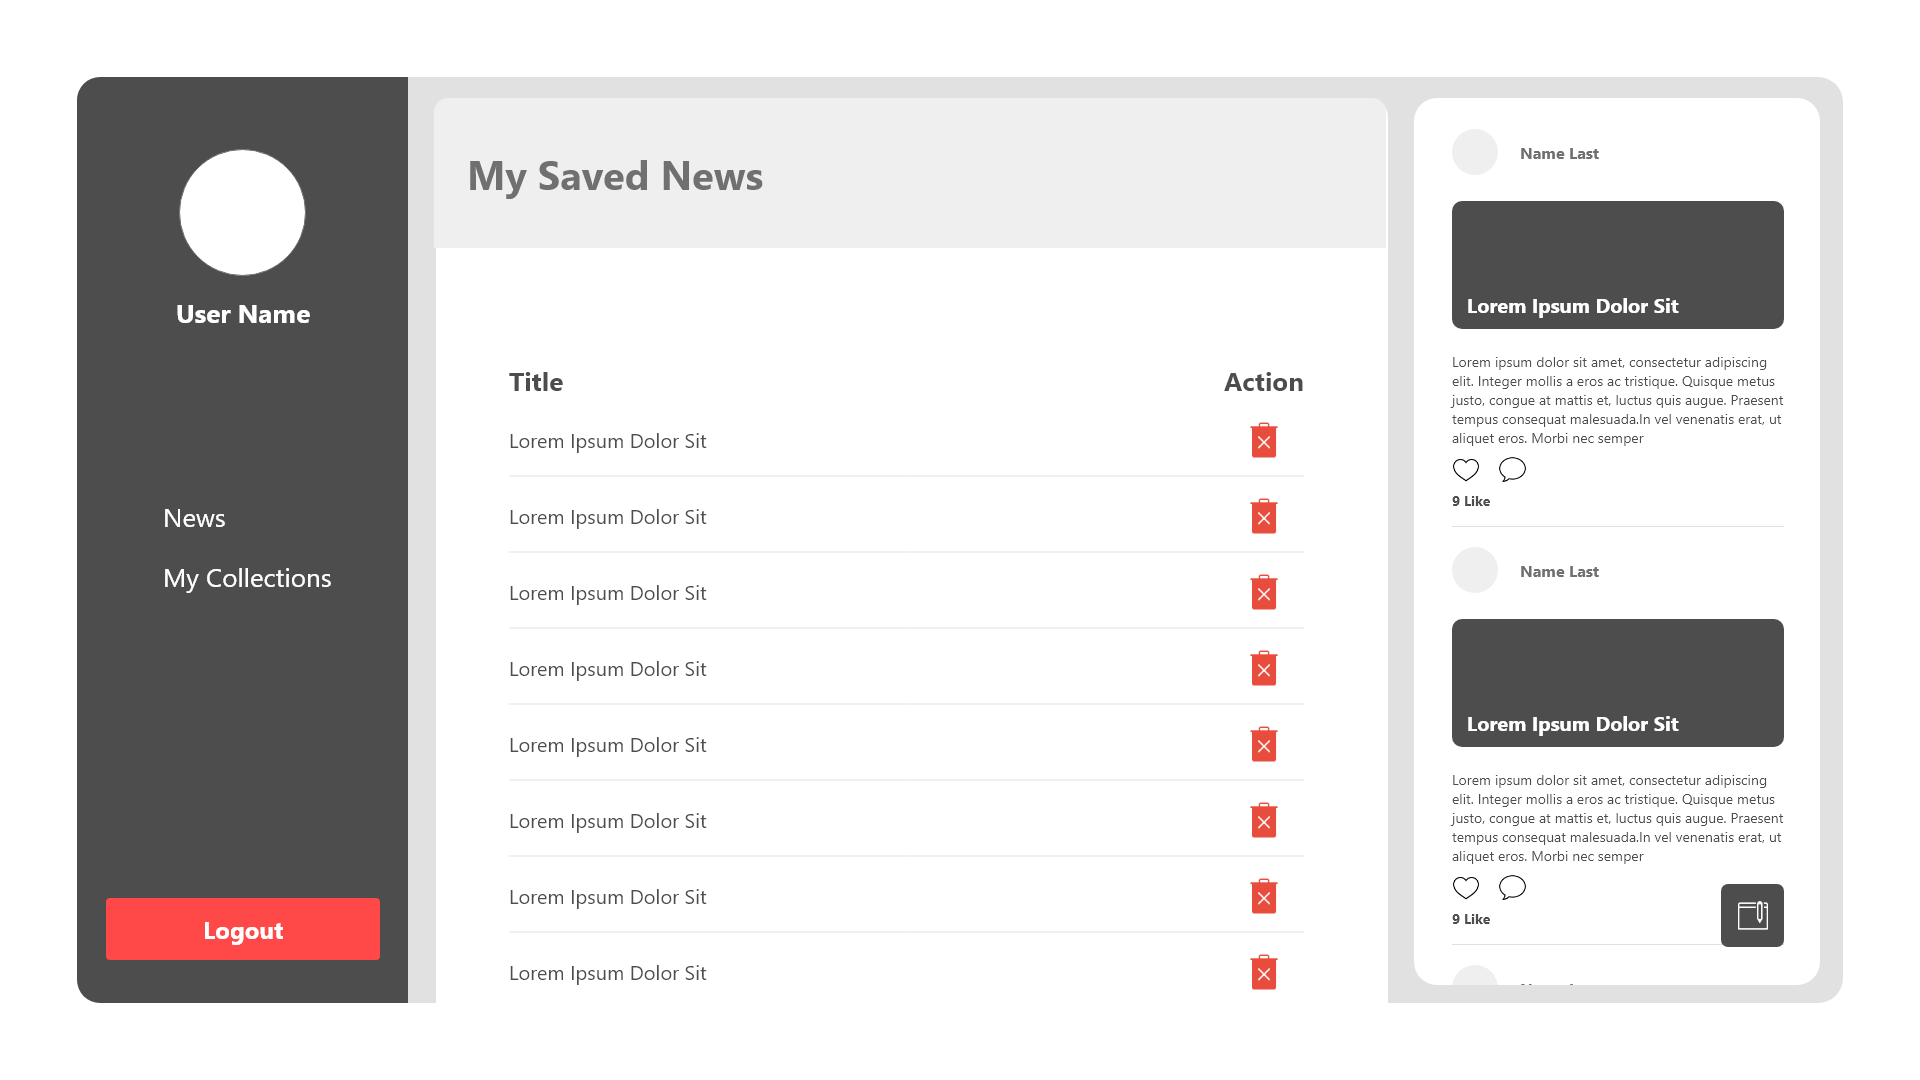 User Name
News
My Collections
Logout
My Saved News
Title Action
Lorem Ipsum Dolor Sit
Lorem Ipsum Dolor Sit
Lorem Ipsum Dolor Sit
Lorem Ipsum Dolor Sit
Lorem Ipsum Dolor Sit
Lorem Ipsum Dolor Sit
Lorem Ipsum Dolor Sit
Lorem Ipsum Dolor Sit
Name Last
Lorem Ipsum Dolor Sit
Lorem ipsum dolor sit amet, consectetur adipiscing
elit. Integer mollis a eros ac tristique. Quisque metus
justo, congue at mattis et, luctus quis augue. Praesent
tempus consequat malesuada.In vel venenatis erat, ut
aliquet eros. Morbi nec semper
9 Like
Name Last
Lorem Ipsum Dolor Sit
Lorem ipsum dolor sit amet, consectetur adipiscing
elit. Integer mollis a eros ac tristique. Quisque metus
justo, congue at mattis et, luctus quis augue. Praesent
tempus consequat malesuada.In vel venenatis erat, ut
aliquet eros. Morbi nec semper
9 Like